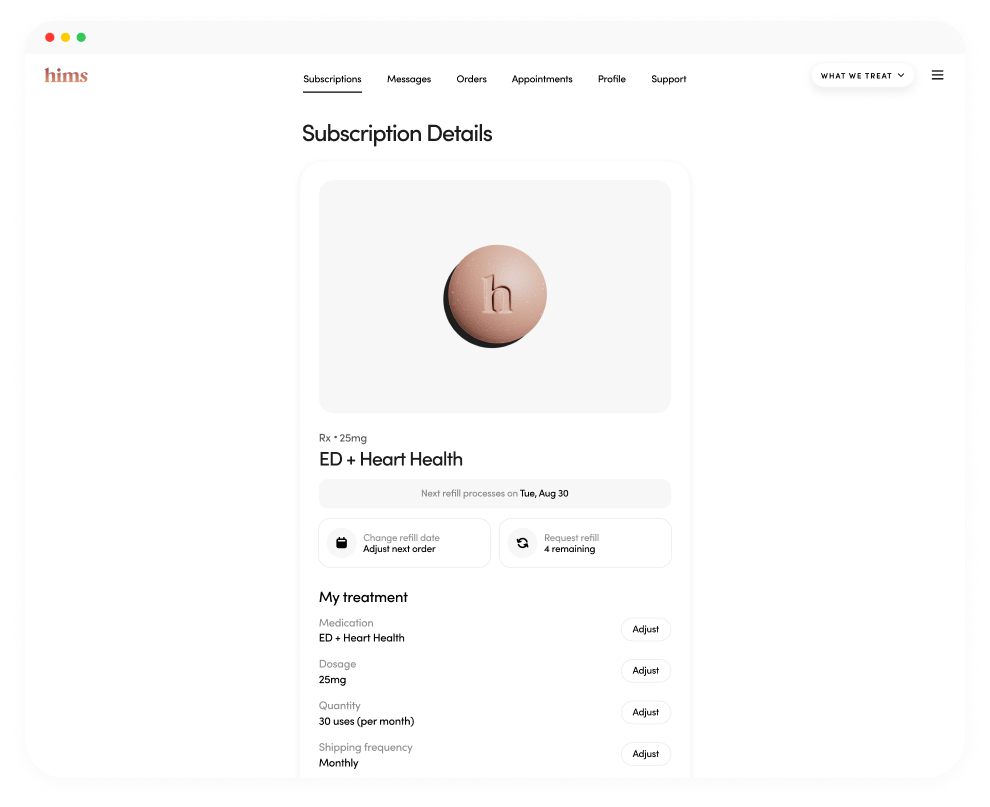 hims
Subscriptions Messages Orders Appointments Profile Support
WHAT WE TREAT
Subscription Details
h
Rx • 25mg
ED + Heart Health
Next refill processes on Tue, Aug 30
Change refill date
Adjust next order
Request refill
4 remaining
My treatment
Medication
ED + Heart Health
Adjust
Dosage
25mg
Adjust
Quantity
30 uses (per month)
Adjust
Shipping frequency
Monthly
Adjust